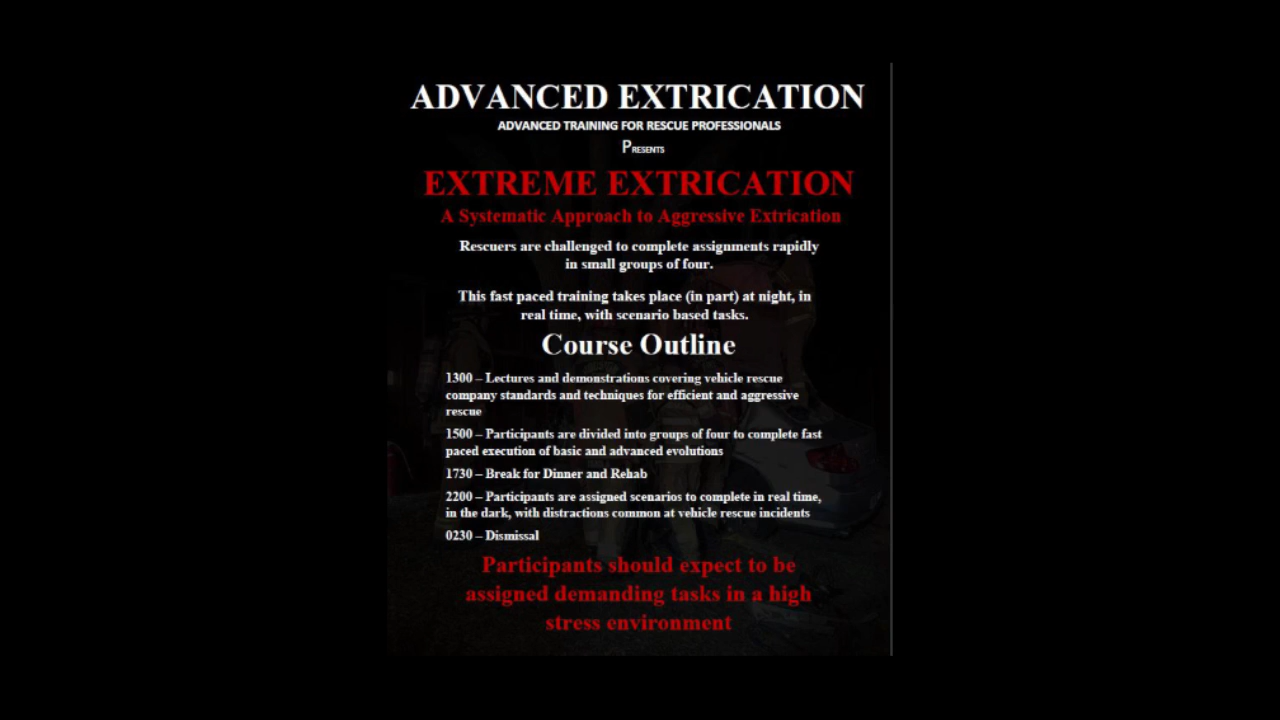 ADVANCED EXTRICATION
ADVANCED TRAINING FOR RESCUE PROFESSIONALS
PRESENTS
EXTREME EXTRICATION
A Systematic Approach to Aggressive Extrication
Rescuers are challenged to complete assignments rapidly
in small groups of four.
This fast paced training takes place (in part) at night, in
real time, with scenario based tasks.
Course Outline
1300 – Lectures and demonstrations covering vehicle rescue
company standards and techniques for efficient and aggressive
rescue
1500 – Participants are divided into groups of four to complete fast
paced execution of basic and advanced evolutions
1730 – Break for Dinner and Rehab
2200 – Participants are assigned scenarios to complete in real time,
in the dark, with distractions common at vehicle rescue incidents
0230 – Dismissal
Participants should expect to be
assigned demanding tasks in a high
stress environment